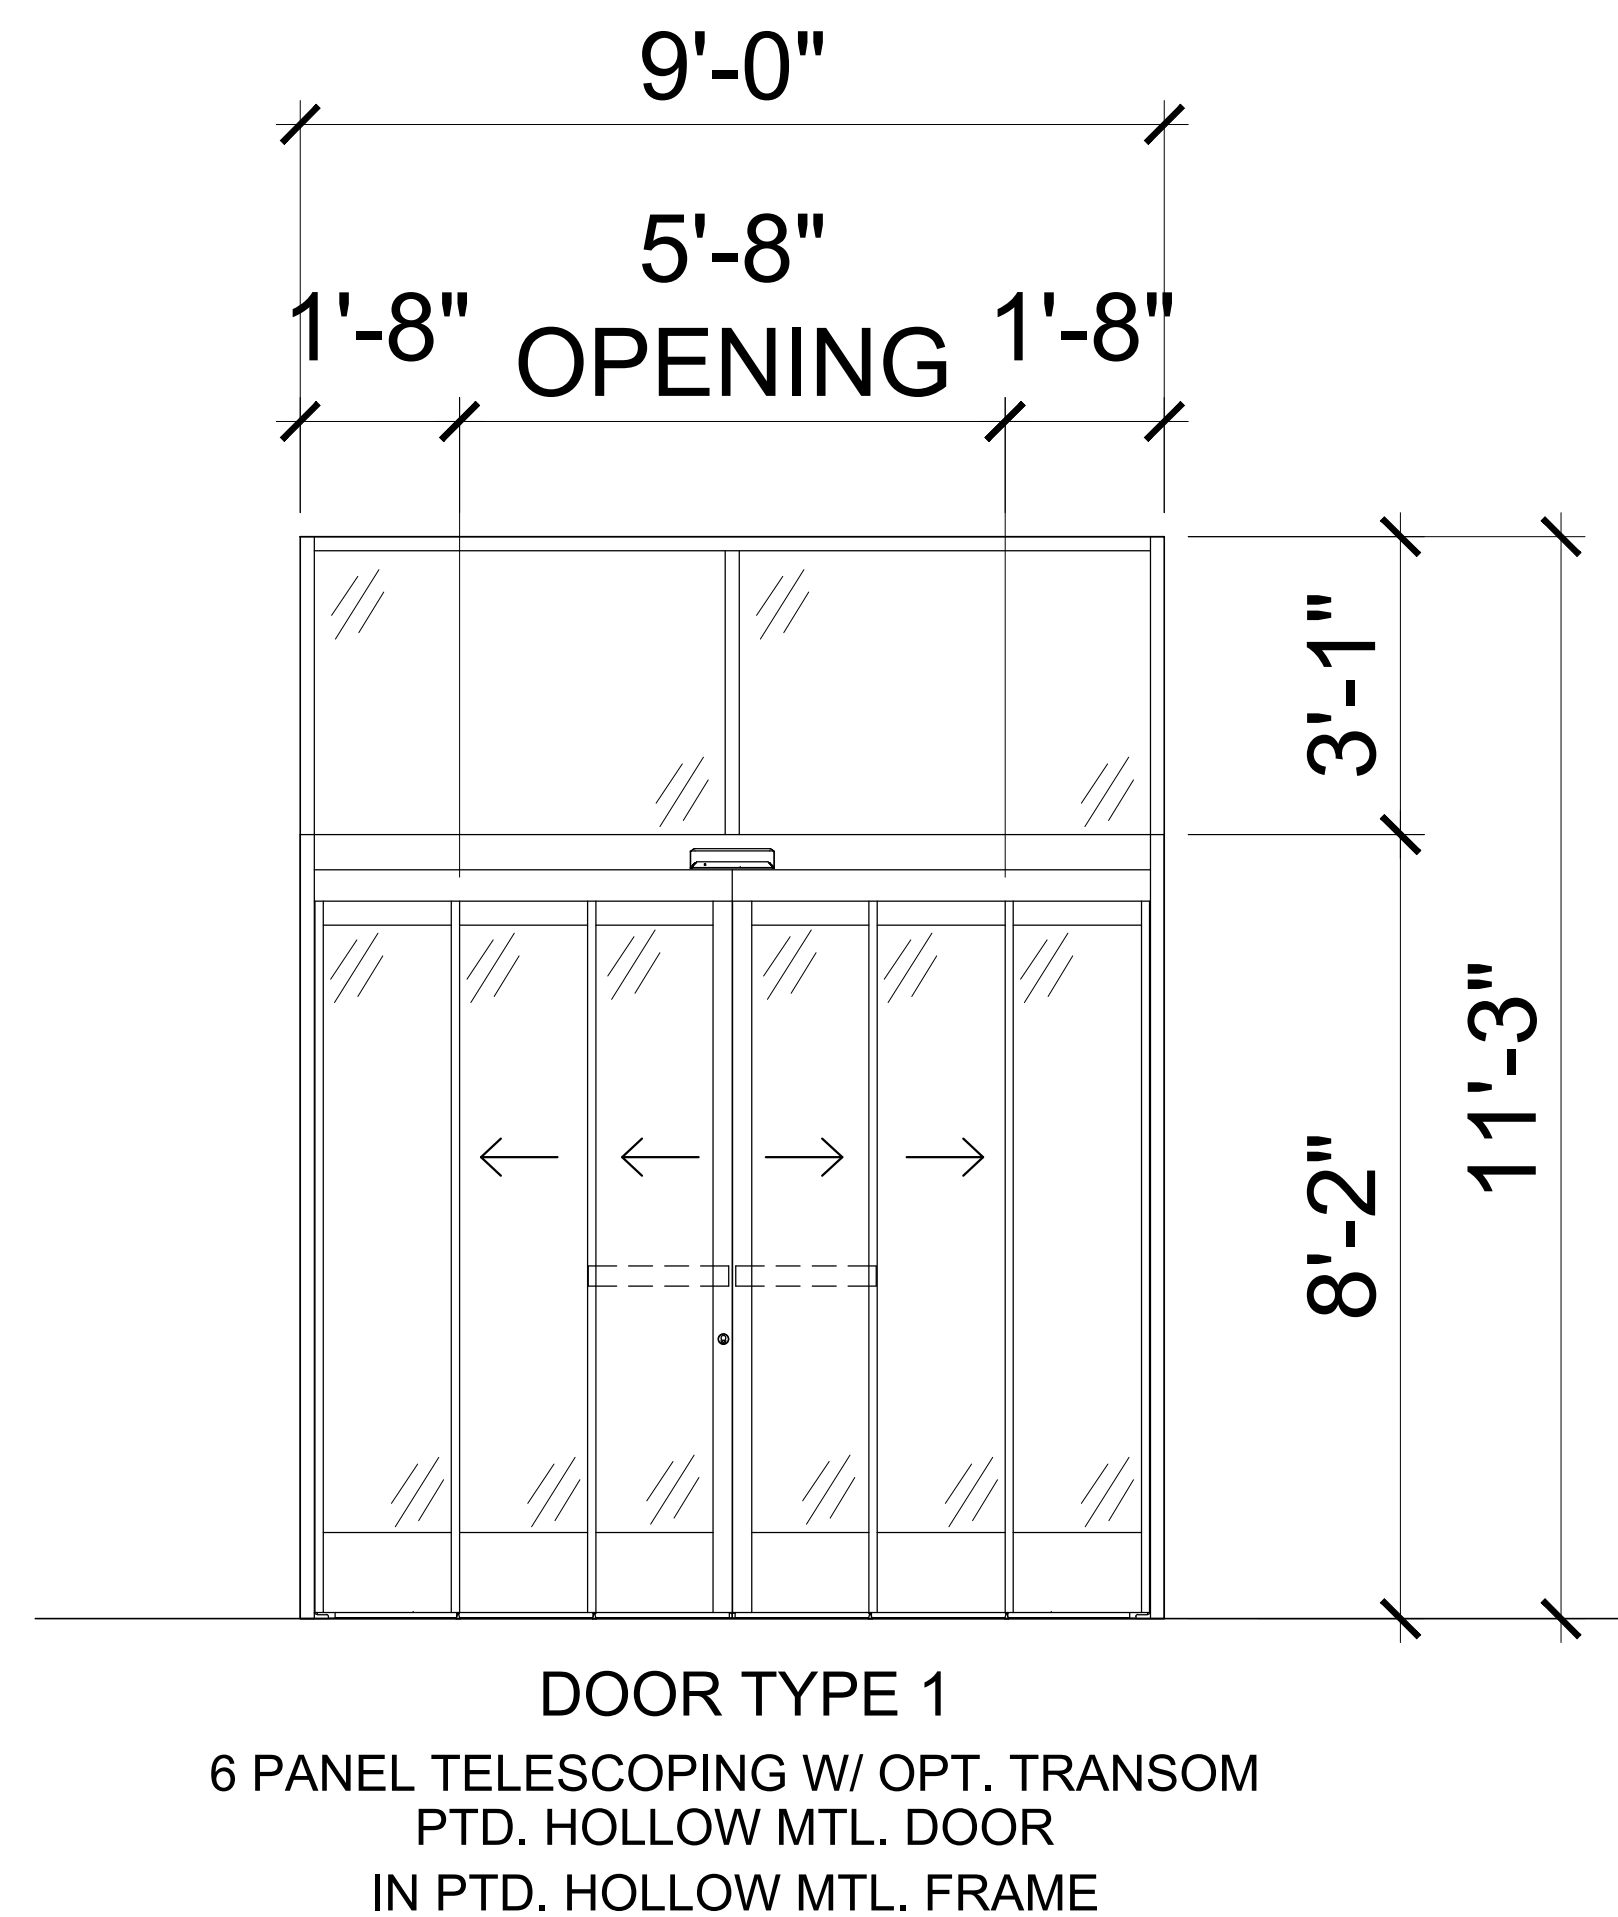 9'-0"
5'-8"
1'-8" OPENING 1'-8"
3'-1"
8'-2"
11'-3"
DOOR TYPE 1
6 PANEL TELESCOPING W/ OPT. TRANSOM
PTD. HOLLOW MTL. DOOR
IN PTD. HOLLOW MTL. FRAME